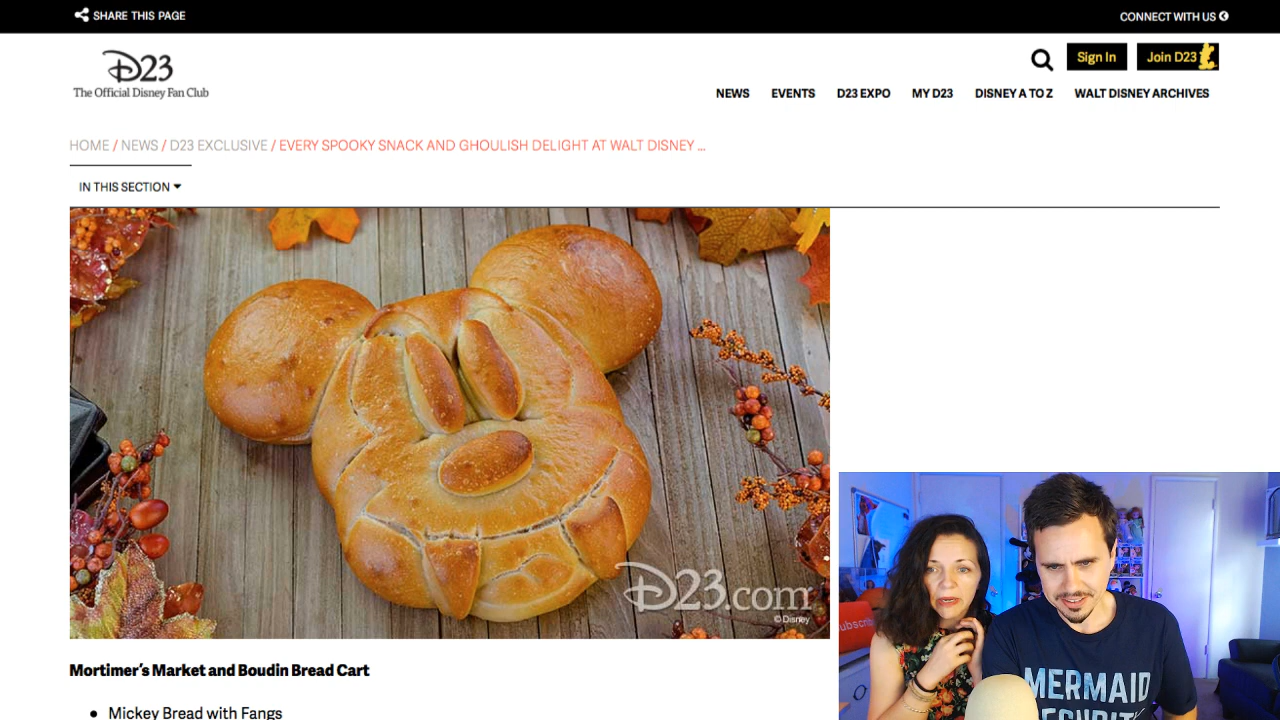 SHARE THIS PAGE
CONNECT WITH US
D23
The Official Disney Fan Club
Sign In
Join D23
NEWS
EVENTS
D23 EXPO
MY D23
DISNEY A TO Z
WALT DISNEY ARCHIVES
HOME / NEWS / D23 EXCLUSIVE / EVERY SPOOKY SNACK AND GHOULISH DELIGHT AT WALT DISNEY ...
IN THIS SECTION
D23.com
© Disney
ubscri
MERMAID
SECURITY
Mortimer's Market and Boudin Bread Cart
• Mickey Bread with Fangs